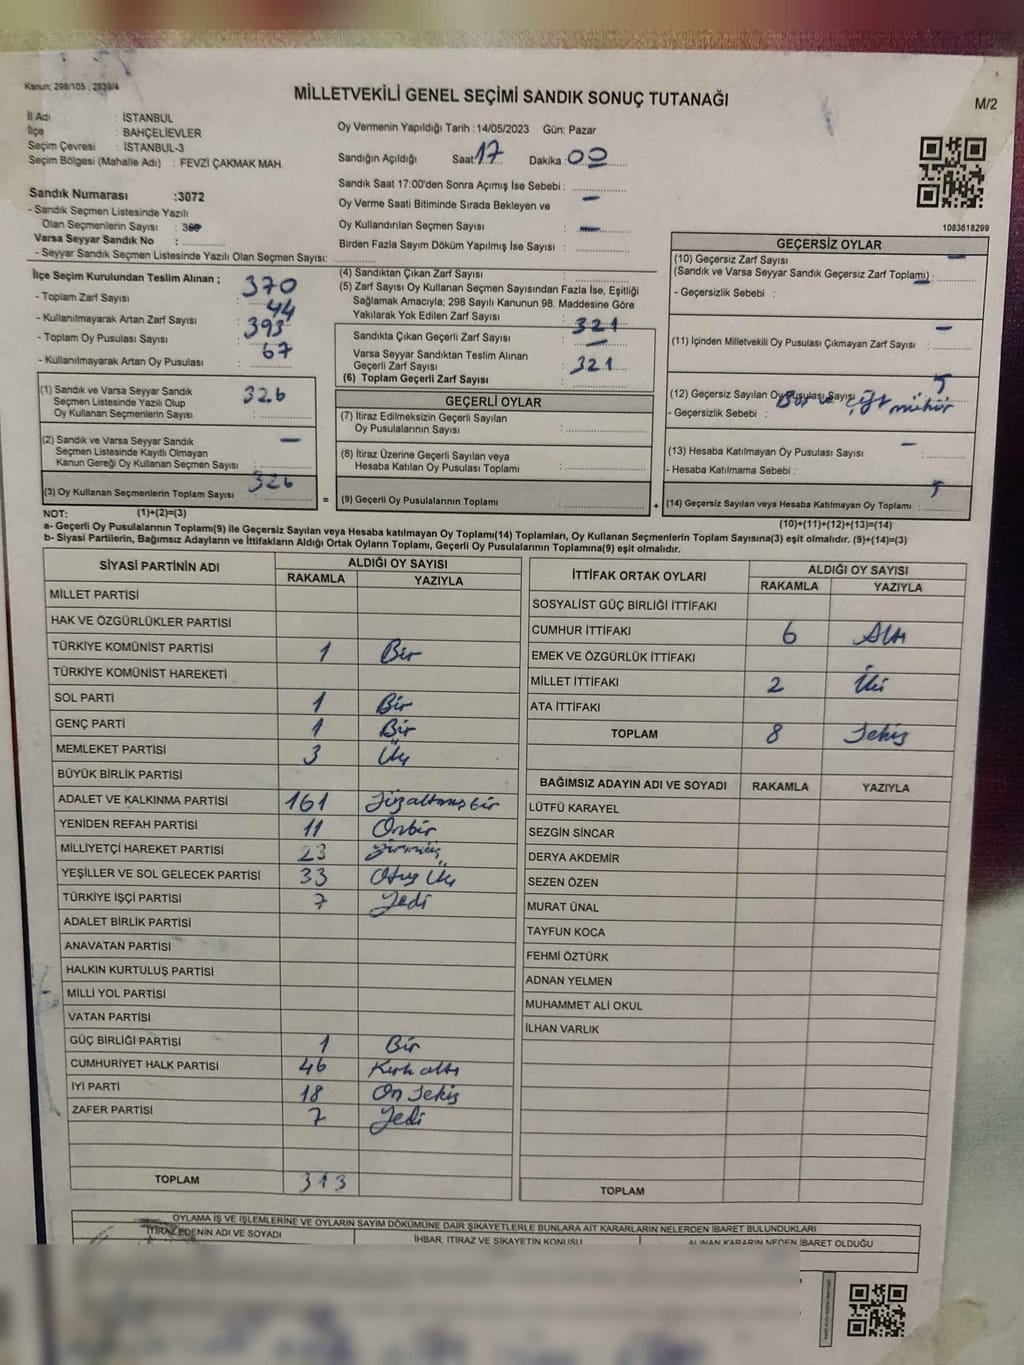 Kanun: 298/105 , 2839/4
MİLLETVEKİLİ GENEL SEÇİMİ SANDIK SONUÇ TUTANAĞI
M/2
İl Adı : İSTANBUL
İlçe : BAHÇELİEVLER
Seçim Çevresi : İSTANBUL-3
Seçim Bölgesi (Mahalle Adı) : FEVZİ ÇAKMAK MAH.
Sandık Numarası :3072
- Sandık Seçmen Listesinde Yazılı
Olan Seçmenlerin Sayısı :
Varsa Seyyar Sandık No :
- Seyyar Sandık Seçmen Listesinde Yazılı Olan Seçmen Sayısı:
Oy Vermenin Yapıldığı Tarih :14/05/2023 Gün: Pazar
Sandığın Açıldığı Saat: 17 Dakika : 00
Sandık Saat 17:00'den Sonra Açımış İse Sebebi :
Oy Verme Saati Bitiminde Sırada Bekleyen ve -
Oy Kullandırılan Seçmen Sayısı : -
Birden Fazla Sayım Döküm Yapılmış İse Sayısı :
1083618299
İlçe Seçim Kurulundan Teslim Alınan ;
- Toplam Zarf Sayısı : 370
- Kullanılmayarak Artan Zarf Sayısı : 44
- Toplam Oy Pusulası Sayısı : 393
- Kullanılmayarak Artan Oy Pusulası : 67
(1) Sandık ve Varsa Seyyar Sandık
Seçmen Listesinde Yazılı Olup
Oy Kullanan Seçmenlerin Sayısı : 326
(2) Sandık ve Varsa Seyyar Sandık
Seçmen Listesinde Kayıtlı Olmayan
Kanun Gereği Oy Kullanan Seçmen Sayısı : -
(3) Oy Kullanan Seçmenlerin Toplam Sayısı : 326
(4) Sandıktan Çıkan Zarf Sayısı :
(5) Zarf Sayısı Oy Kullanan Seçmen Sayısından Fazla İse, Eşitliği
Sağlamak Amacıyla; 298 Sayılı Kanunun 98. Maddesine Göre
Yakılarak Yok Edilen Zarf Sayısı :
Sandıkta Çıkan Geçerli Zarf Sayısı : 321
Varsa Seyyar Sandıktan Teslim Alınan
Geçerli Zarf Sayısı : -
(6) Toplam Geçerli Zarf Sayısı : 321
GEÇERLİ OYLAR
(7) İtiraz Edilmeksizin Geçerli Sayılan
Oy Pusulalarının Sayısı :
(8) İtiraz Üzerine Geçerli Sayılan veya
Hesaba Katılan Oy Pusulası Toplamı :
= (9) Geçerli Oy Pusulalarının Toplamı : +
GEÇERSİZ OYLAR
(10) Geçersiz Zarf Sayısı -
(Sandık ve Varsa Seyyar Sandık Geçersiz Zarf Toplamı) : -
- Geçersizlik Sebebi :
(11) İçinden Milletvekili Oy Pusulası Çıkmayan Zarf Sayısı : -
(12) Geçersiz Sayılan Oy Pusulası Sayısı : 5
- Geçersizlik Sebebi : Boş ve çift mühür
(13) Hesaba Katılmayan Oy Pusulası Sayısı : -
- Hesaba Katılmama Sebebi :
(14) Geçersiz Sayılan veya Hesaba Katılmayan Oy Toplamı : 5
NOT: (1)+(2)=(3) (10)+(11)+(12)+(13)=(14)
a- Geçerli Oy Pusulalarının Toplamı(9) ile Geçersiz Sayılan veya Hesaba katılmayan Oy Toplamı(14) Toplamları, Oy Kullanan Seçmenlerin Toplam Sayısına(3) eşit olmalıdır. (9)+(14)=(3)
b- Siyasi Partilerin, Bağımsız Adayların ve İttifakların Aldığı Ortak Oyların Toplamı, Geçerli Oy Pusulalarının Toplamına(9) eşit olmalıdır.
SİYASİ PARTİNİN ADI ALDIĞI OY SAYISI
RAKAMLA YAZIYLA
MİLLET PARTİSİ
HAK VE ÖZGÜRLÜKLER PARTİSİ
TÜRKİYE KOMÜNİST PARTİSİ 1 Bir
TÜRKİYE KOMÜNİST HAREKETİ
SOL PARTİ 1 Bir
GENÇ PARTİ 1 Bir
MEMLEKET PARTİSİ 3 Üç
BÜYÜK BİRLİK PARTİSİ
ADALET VE KALKINMA PARTİSİ 161 Yüzaltmışbir
YENİDEN REFAH PARTİSİ 11 Onbir
MİLLİYETÇİ HAREKET PARTİSİ 23 Yirmiüç
YEŞİLLER VE SOL GELECEK PARTİSİ 33 Otuz Üç
TÜRKİYE İŞÇİ PARTİSİ 7 Yedi
ADALET BİRLİK PARTİSİ
ANAVATAN PARTİSİ
HALKIN KURTULUŞ PARTİSİ
MİLLİ YOL PARTİSİ
VATAN PARTİSİ
GÜÇ BİRLİĞİ PARTİSİ 1 Bir
CUMHURİYET HALK PARTİSİ 46 Kırk altı
İYİ PARTİ 18 On Sekiz
ZAFER PARTİSİ 7 Yedi
TOPLAM 313
İTTİFAK ORTAK OYLARI ALDIĞI OY SAYISI
RAKAMLA YAZIYLA
SOSYALİST GÜÇ BİRLİĞİ İTTİFAKI
CUMHUR İTTİFAKI 6 Altı
EMEK VE ÖZGÜRLÜK İTTİFAKI
MİLLET İTTİFAKI 2 İki
ATA İTTİFAKI
TOPLAM 8 Sekiz
BAĞIMSIZ ADAYIN ADI VE SOYADI RAKAMLA YAZIYLA
LÜTFÜ KARAYEL
SEZGİN SİNCAR
DERYA AKDEMİR
SEZEN ÖZEN
MURAT ÜNAL
TAYFUN KOCA
FEHMİ ÖZTÜRK
ADNAN YELMEN
MUHAMMET ALİ OKUL
İLHAN VARLIK
TOPLAM
OYLAMA İŞ VE İŞLEMLERİNE VE OYLARIN SAYIM DÖKÜMÜNE DAİR ŞİKAYETLERLE BUNLARA AİT KARARLARIN NELERDEN İBARET BULUNDUKLARI
İTİRAZ EDENİN ADI VE SOYADI İHBAR, İTİRAZ VE ŞİKAYETİN KONUSU ALINAN KARARIN NEDEN İBARET OLDUĞU